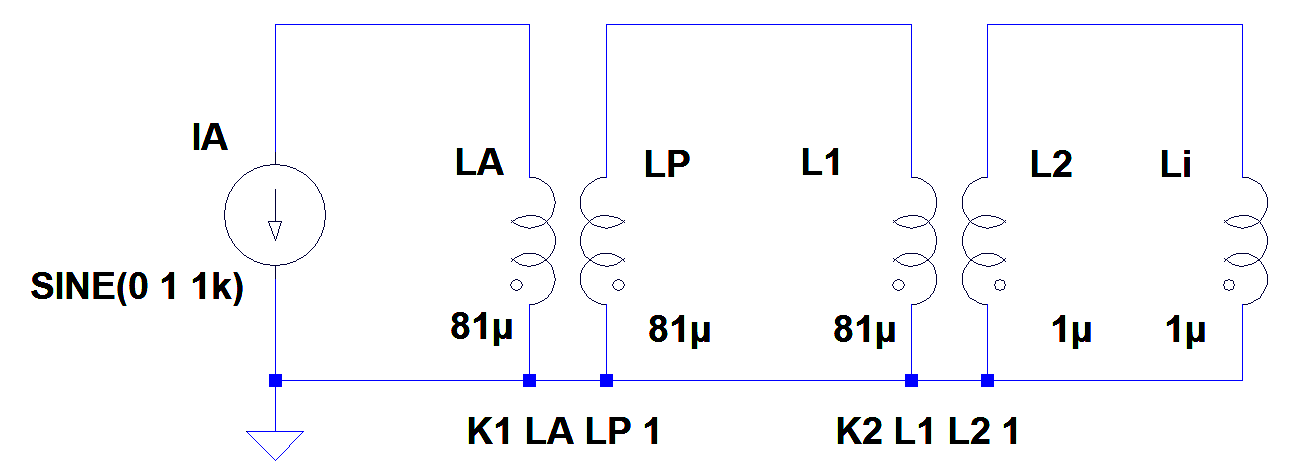 IA
SINE(0 1 1k)
LA
81µ
LP
81µ
L1
81µ
L2
1µ
Li
1µ
K1 LA LP 1
K2 L1 L2 1